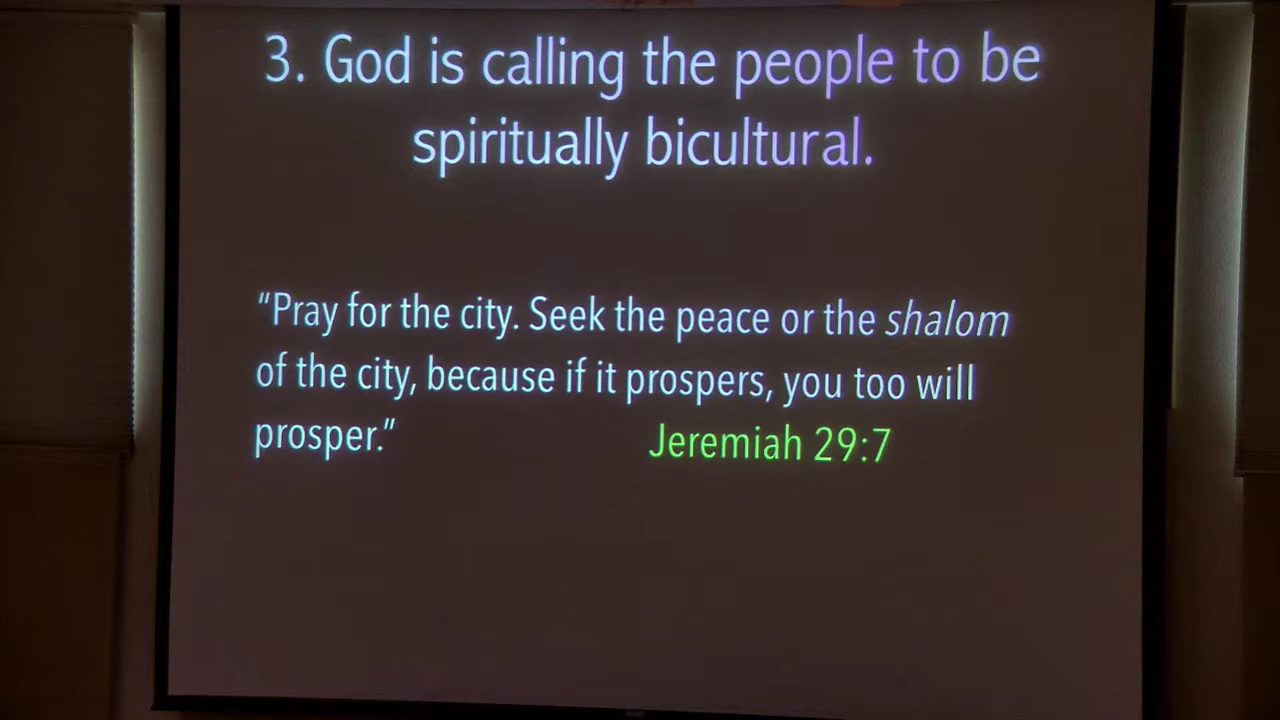 3. God is calling the people to be
spiritually bicultural.
“Pray for the city. Seek the peace or the shalom
of the city, because if it prospers, you too will
prosper.” Jeremiah 29:7